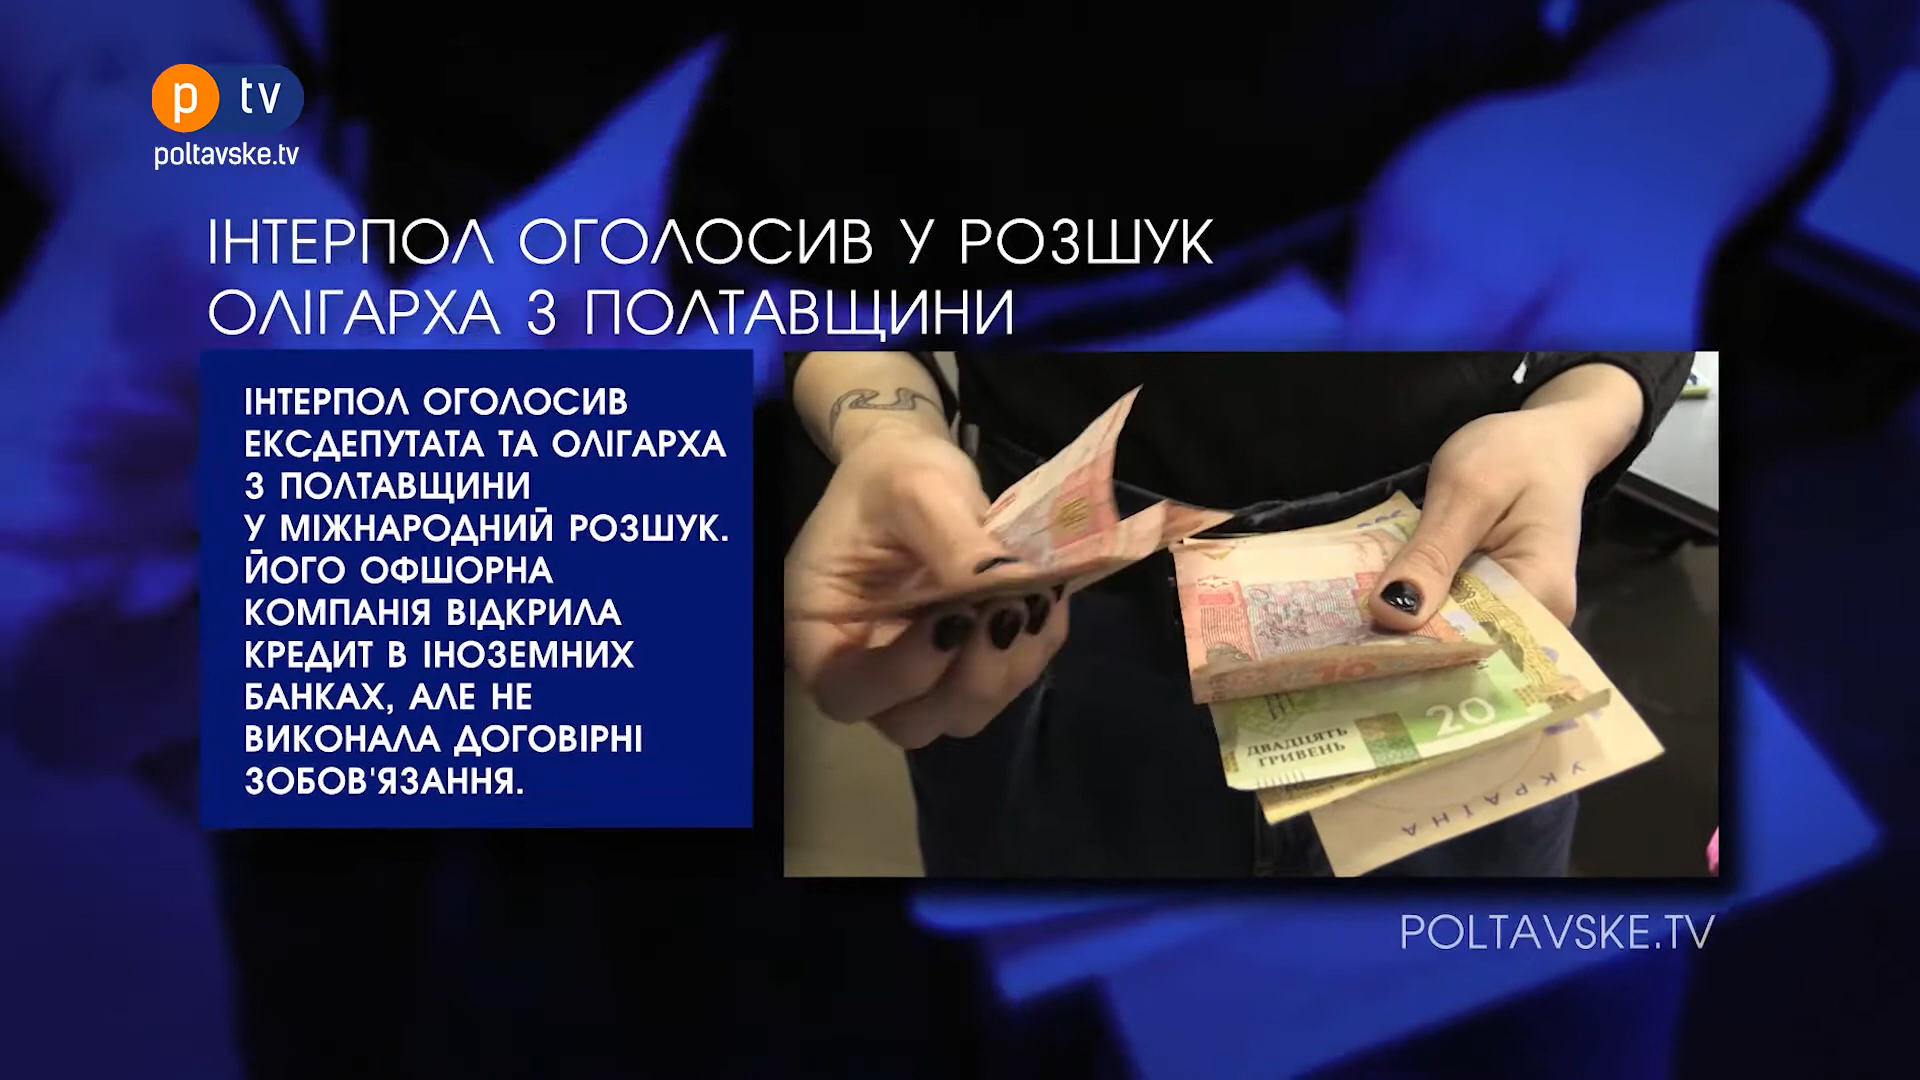 p tv
poltavske.tv
ІНТЕРПОЛ ОГОЛОСИВ У РОЗШУК
ОЛІГАРХА З ПОЛТАВЩИНИ
ІНТЕРПОЛ ОГОЛОСИВ
ЕКСДЕПУТАТА ТА ОЛІГАРХА
З ПОЛТАВЩИНИ
У МІЖНАРОДНИЙ РОЗШУК.
ЙОГО ОФШОРНА
КОМПАНІЯ ВІДКРИЛА
КРЕДИТ В ІНОЗЕМНИХ
БАНКАХ, АЛЕ НЕ
ВИКОНАЛА ДОГОВІРНІ
ЗОБОВ'ЯЗАННЯ.
10
20
ДВАДЦЯТЬ
ГРИВЕНЬ
УКРАЇНА
POLTAVSKE.TV